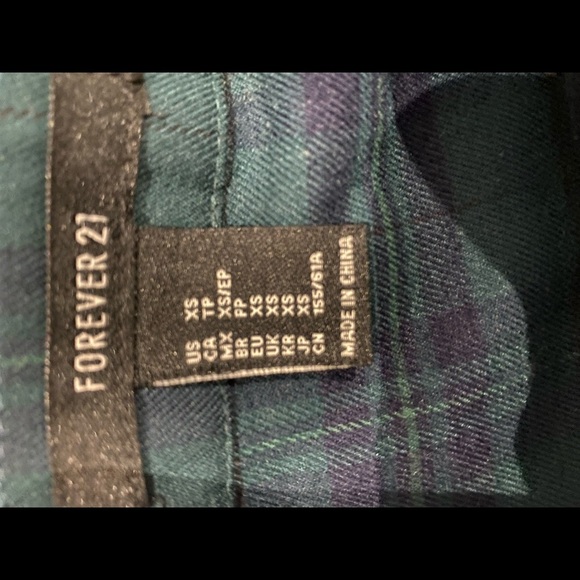 FOREVER 21
US XS
CA TP
MX XS/EP
BR PP
EU XS
UK XS
KR XS
JP XS
CN 155/61A
MADE IN CHINA